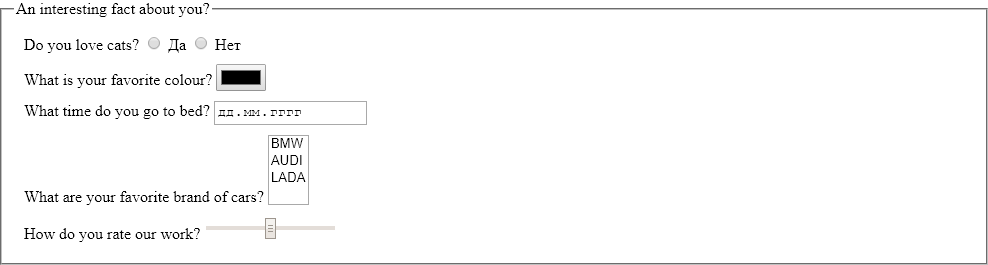 An interesting fact about you?
Do you love cats? Да Нет
What is your favorite colour?
What time do you go to bed? дд.мм.гггг
BMW
AUDI
LADA
What are your favorite brand of cars?
How do you rate our work?